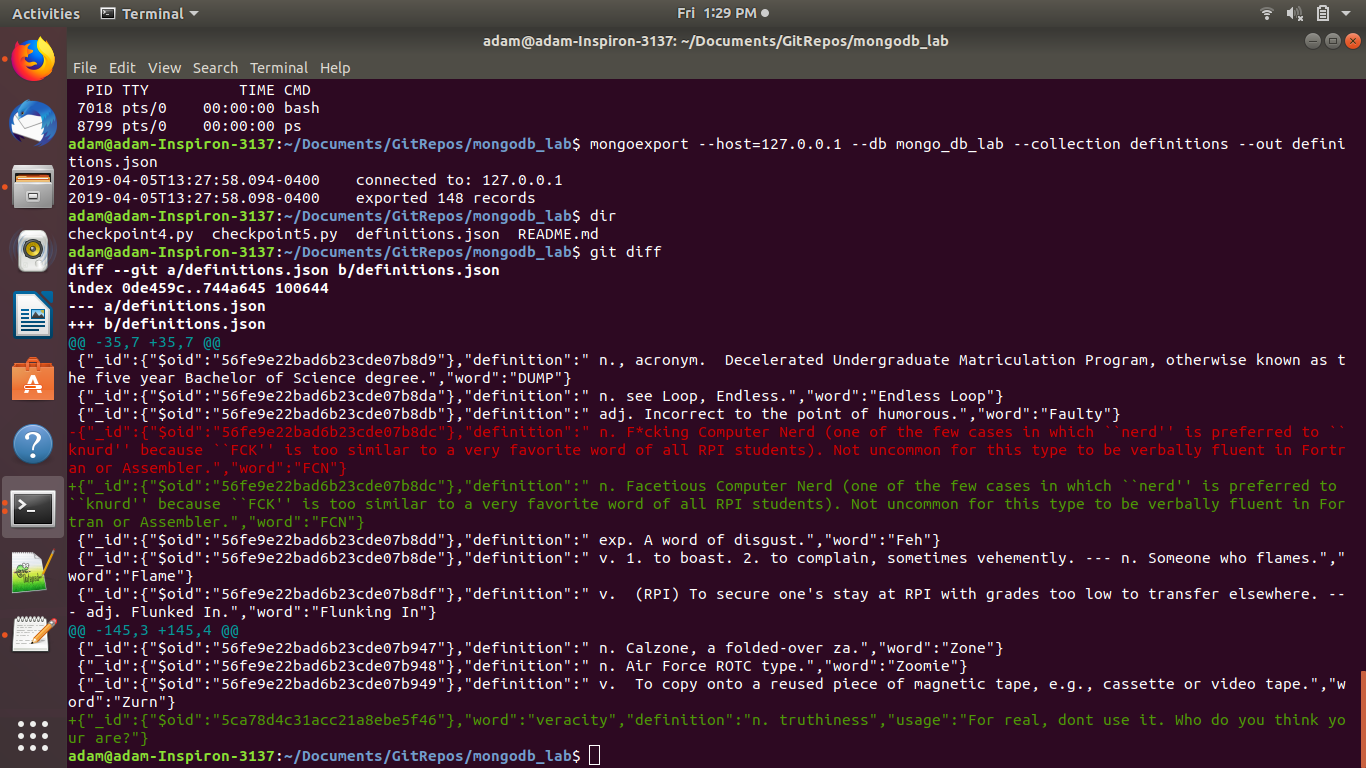 Activities Terminal Fri 1:29 PM
adam@adam-Inspiron-3137: ~/Documents/GitRepos/mongodb_lab
File Edit View Search Terminal Help
  PID TTY          TIME CMD
 7018 pts/0    00:00:00 bash
 8799 pts/0    00:00:00 ps
adam@adam-Inspiron-3137:~/Documents/GitRepos/mongodb_lab$ mongoexport --host=127.0.0.1 --db mongo_db_lab --collection definitions --out defini
tions.json
2019-04-05T13:27:58.094-0400    connected to: 127.0.0.1
2019-04-05T13:27:58.098-0400    exported 148 records
adam@adam-Inspiron-3137:~/Documents/GitRepos/mongodb_lab$ dir
checkpoint4.py  checkpoint5.py  definitions.json  README.md
adam@adam-Inspiron-3137:~/Documents/GitRepos/mongodb_lab$ git diff
diff --git a/definitions.json b/definitions.json
index 0de459c..744a645 100644
--- a/definitions.json
+++ b/definitions.json
@@ -35,7 +35,7 @@
 {"_id":{"$oid":"56fe9e22bad6b23cde07b8d9"},"definition":" n., acronym.  Decelerated Undergraduate Matriculation Program, otherwise known as t
he five year Bachelor of Science degree.","word":"DUMP"}
 {"_id":{"$oid":"56fe9e22bad6b23cde07b8da"},"definition":" n. see Loop, Endless.","word":"Endless Loop"}
 {"_id":{"$oid":"56fe9e22bad6b23cde07b8db"},"definition":" adj. Incorrect to the point of humorous.","word":"Faulty"}
-{"_id":{"$oid":"56fe9e22bad6b23cde07b8dc"},"definition":" n. F*cking Computer Nerd (one of the few cases in which ``nerd'' is preferred to ``
knurd'' because ``FCK'' is too similar to a very favorite word of all RPI students). Not uncommon for this type to be verbally fluent in Fortr
an or Assembler.","word":"FCN"}
+{"_id":{"$oid":"56fe9e22bad6b23cde07b8dc"},"definition":" n. Facetious Computer Nerd (one of the few cases in which ``nerd'' is preferred to 
``knurd'' because ``FCK'' is too similar to a very favorite word of all RPI students). Not uncommon for this type to be verbally fluent in For
tran or Assembler.","word":"FCN"}
 {"_id":{"$oid":"56fe9e22bad6b23cde07b8dd"},"definition":" exp. A word of disgust.","word":"Feh"}
 {"_id":{"$oid":"56fe9e22bad6b23cde07b8de"},"definition":" v. 1. to boast. 2. to complain, sometimes vehemently. --- n. Someone who flames.","
word":"Flame"}
 {"_id":{"$oid":"56fe9e22bad6b23cde07b8df"},"definition":" v.  (RPI) To secure one's stay at RPI with grades too low to transfer elsewhere. --
- adj. Flunked In.","word":"Flunking In"}
@@ -145,3 +145,4 @@
 {"_id":{"$oid":"56fe9e22bad6b23cde07b947"},"definition":" n. Calzone, a folded-over za.","word":"Zone"}
 {"_id":{"$oid":"56fe9e22bad6b23cde07b948"},"definition":" n. Air Force ROTC type.","word":"Zoomie"}
 {"_id":{"$oid":"56fe9e22bad6b23cde07b949"},"definition":" v.  To copy onto a reused piece of magnetic tape, e.g., cassette or video tape.","w
ord":"Zurn"}
+{"_id":{"$oid":"5ca78d4c31acc21a8ebe5f46"},"word":"veracity","definition":"n. truthiness","usage":"For real, dont use it. Who do you think yo
ur are?"}
adam@adam-Inspiron-3137:~/Documents/GitRepos/mongodb_lab$